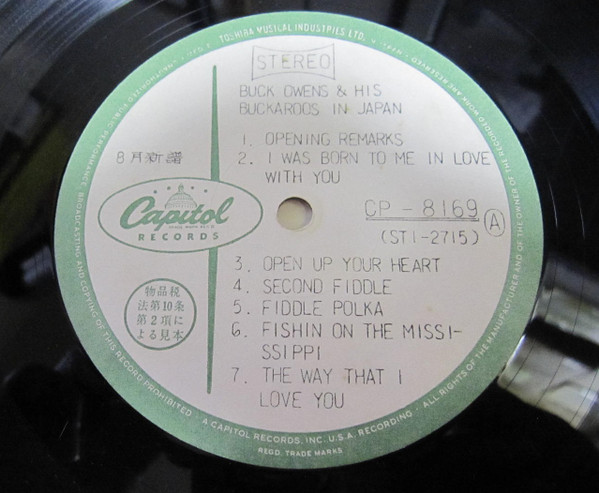 TOSHIBA MUSICAL INDUSTRIES LTD.
STEREO
BUCK OWENS & HIS
BUCKAROOS IN JAPAN
1. OPENING REMARKS
2. I WAS BORN TO ME IN LOVE
WITH YOU
8月新譜
Capitol
RECORDS
CP-8169
Ⓐ
(ST1-2715)
3. OPEN UP YOUR HEART
4. SECOND FIDDLE
5. FIDDLE POLKA
6. FISHIN ON THE MISSI-
SSIPPI
7. THE WAY THAT I
LOVE YOU
物品税
法第10条
第2項に
よる見本
PUBLIC PERFORMANCE, BROADCASTING AND COPYING OF THIS RECORD PROHIBITED · A CAPITOL RECORDS, INC. U.S.A. RECORDING · ALL RIGHTS OF THE MANUFACTURER AND OF THE OWNER OF THE RECORDED WORK ARE RESERVED
REGD. TRADE MARKS